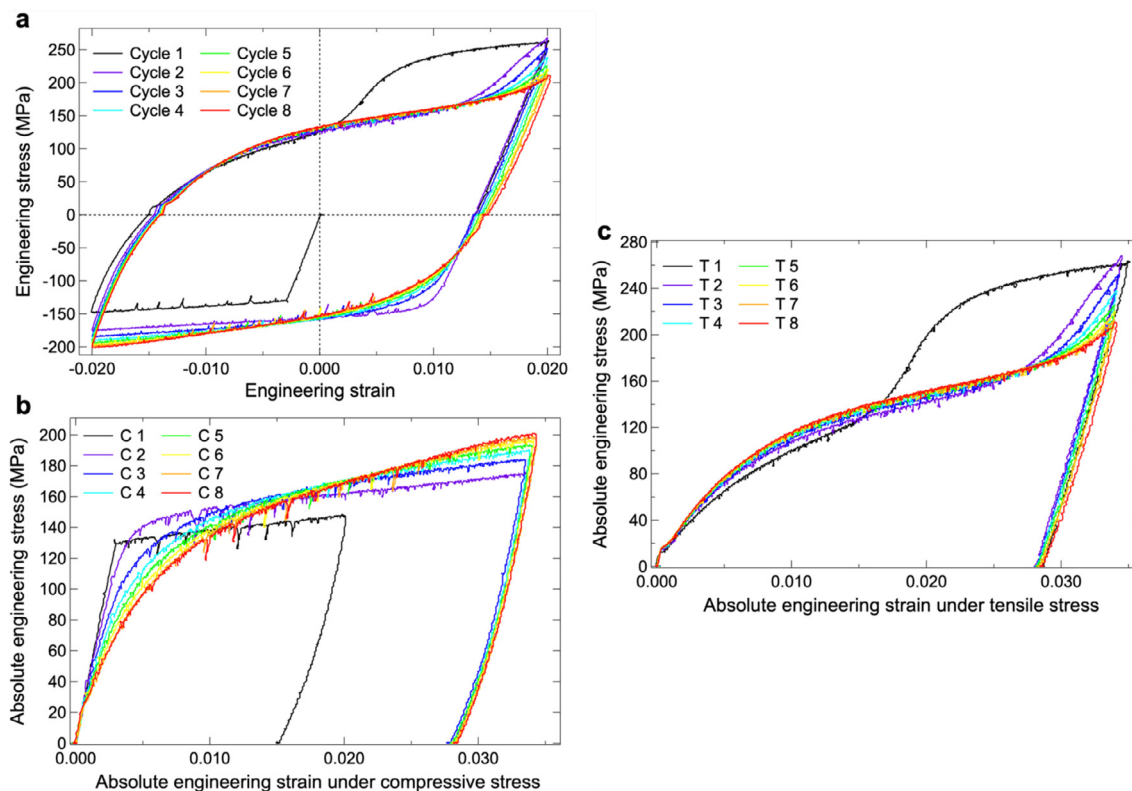 a
Engineering stress (MPa)
250
200
150
100
50
0
-50
-100
-150
-200
Cycle 1 Cycle 5
Cycle 2 Cycle 6
Cycle 3 Cycle 7
Cycle 4 Cycle 8
-0.020 -0.010 0.000 0.010 0.020
Engineering strain
b
Absolute engineering stress (MPa)
200
180
160
140
120
100
80
60
40
20
0
C 1 C 5
C 2 C 6
C 3 C 7
C 4 C 8
0.000 0.010 0.020 0.030
Absolute engineering strain under compressive stress
c
Absolute engineering stress (MPa)
280
240
200
160
120
80
40
0
T 1 T 5
T 2 T 6
T 3 T 7
T 4 T 8
0.000 0.010 0.020 0.030
Absolute engineering strain under tensile stress